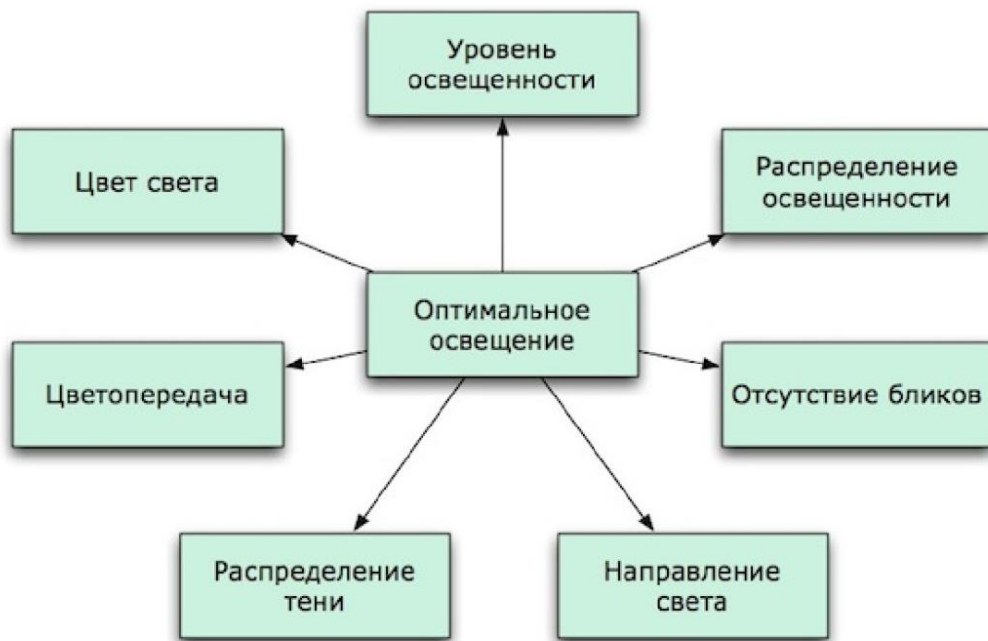 Уровень
освещенности
Цвет света
Распределение
освещенности
Оптимальное
освещение
Цветопередача
Отсутствие бликов
Распределение
тени
Направление
света